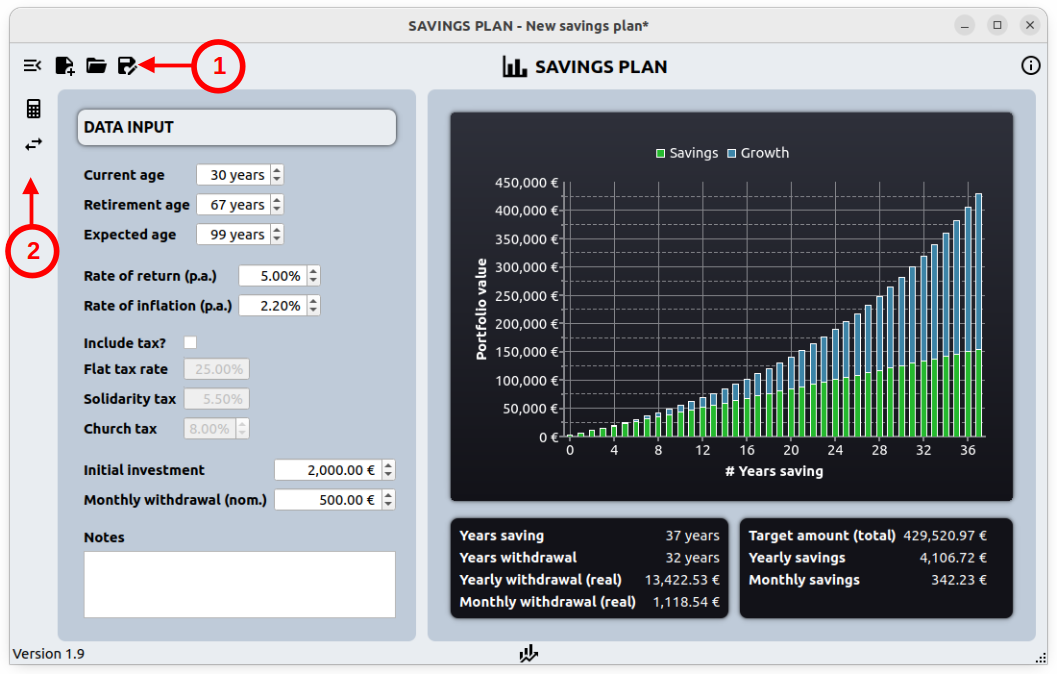 SAVINGS PLAN - New savings plan*
1
SAVINGS PLAN
2
DATA INPUT
Current age 30 years
Retirement age 67 years
Expected age 99 years
Rate of return (p.a.) 5.00%
Rate of inflation (p.a.) 2.20%
Include tax?
Flat tax rate 25.00%
Solidarity tax 5.50%
Church tax 8.00%
Initial investment 2,000.00 €
Monthly withdrawal (nom.) 500.00 €
Notes
Savings Growth
450,000 €
400,000 €
350,000 €
300,000 €
250,000 €
200,000 €
150,000 €
100,000 €
50,000 €
0 €
Portfolio value
0 4 8 12 16 20 24 28 32 36
# Years saving
Years saving 37 years
Years withdrawal 32 years
Yearly withdrawal (real) 13,422.53 €
Monthly withdrawal (real) 1,118.54 €
Target amount (total) 429,520.97 €
Yearly savings 4,106.72 €
Monthly savings 342.23 €
Version 1.9